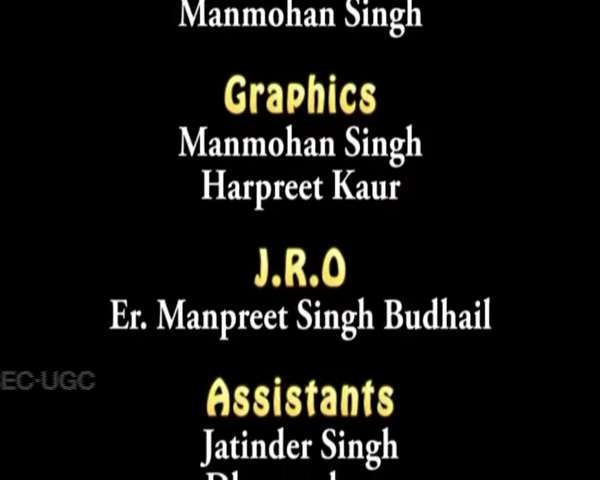 Manmohan Singh
Graphics
Manmohan Singh
Harpreet Kaur
J.R.O
Er. Manpreet Singh Budhail
EC-UGC
Assistants
Jatinder Singh